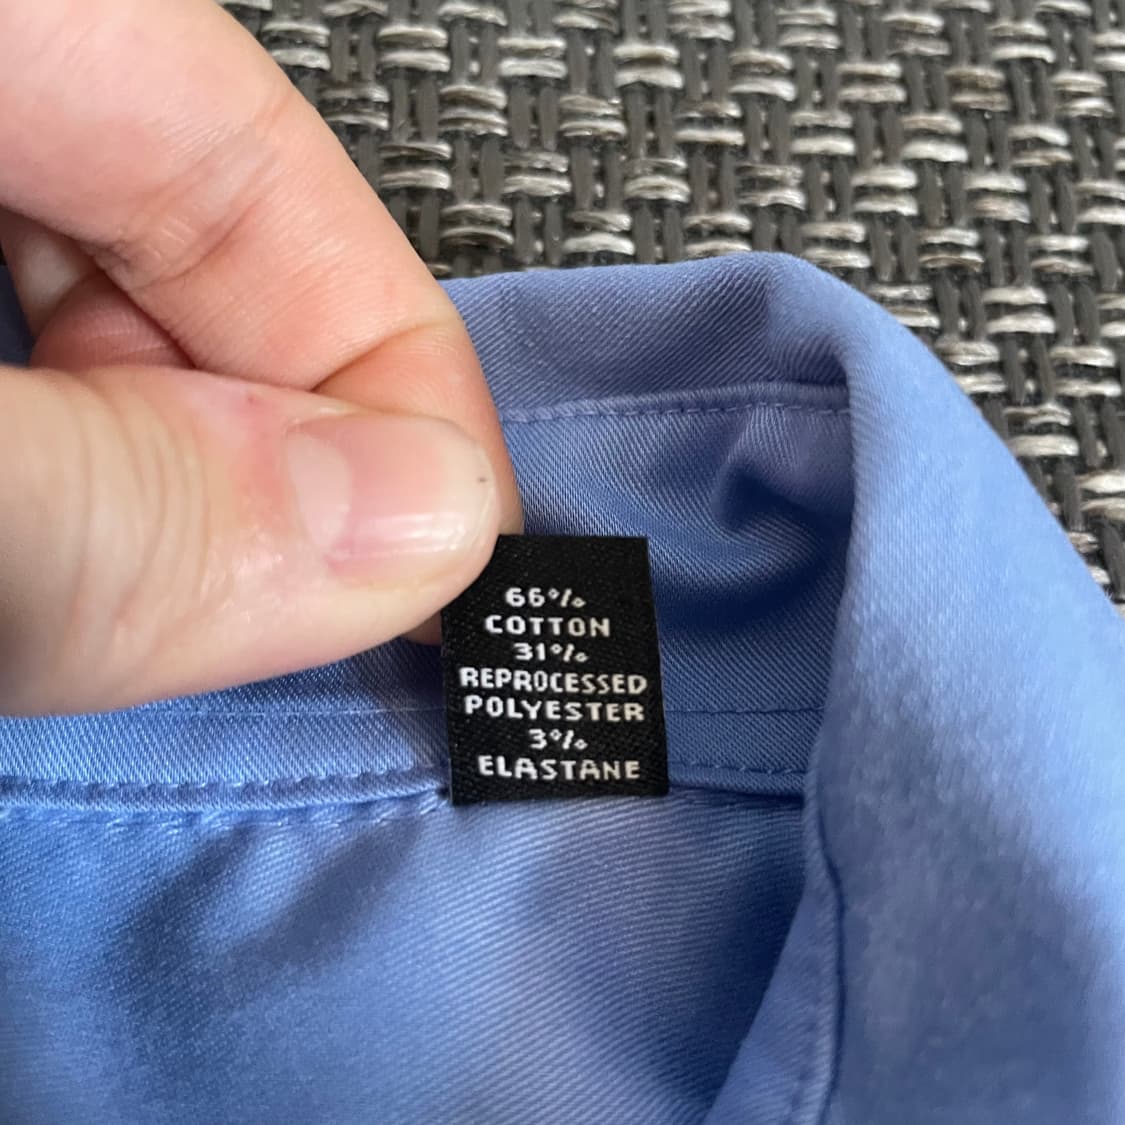 66%
COTTON
31%
REPROCESSED
POLYESTER
3%
ELASTANE